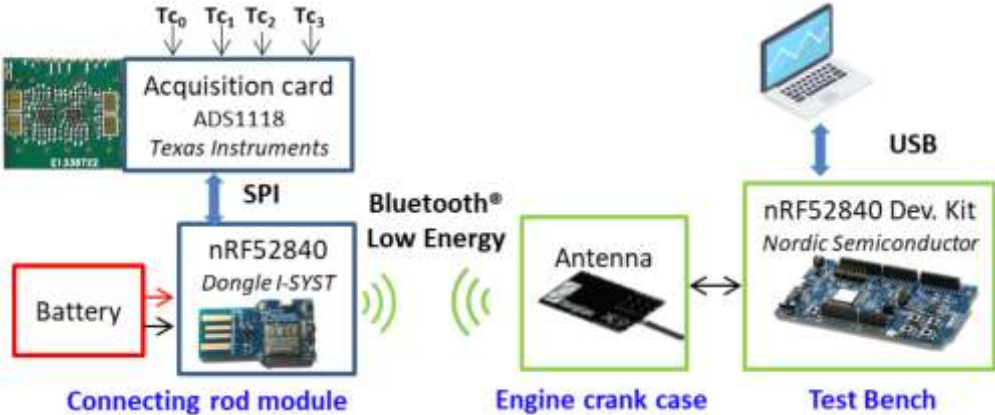 Tc0 Tc1 Tc2 Tc3
Acquisition card
ADS1118
Texas Instruments
21338722
SPI
USB
Bluetooth®
Low Energy
nRF52840
Dongle I-SYST
Battery
Antenna
nRF52840 Dev. Kit
Nordic Semiconductor
Connecting rod module
Engine crank case
Test Bench